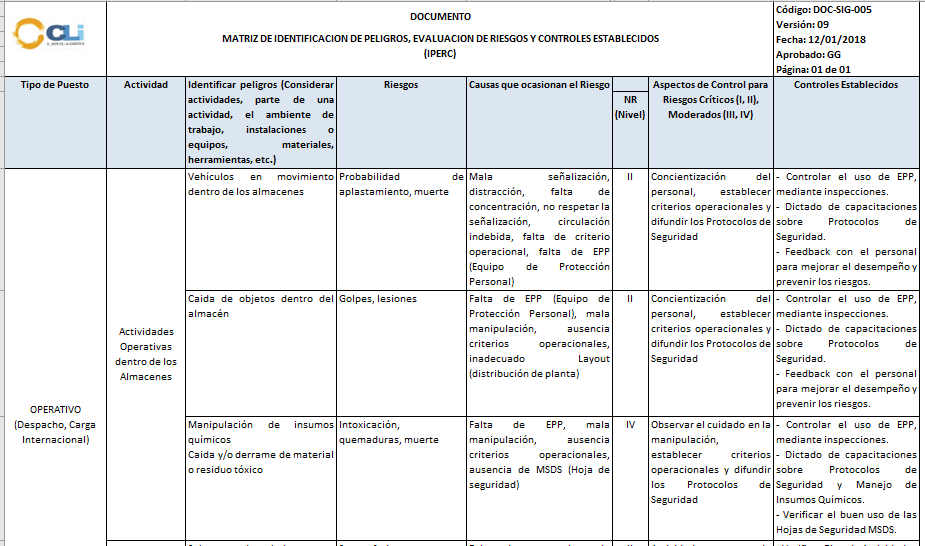 CLi
EL ARTE DE LA LOGISTICA
DOCUMENTO
MATRIZ DE IDENTIFICACION DE PELIGROS, EVALUACION DE RIESGOS Y CONTROLES ESTABLECIDOS
(IPERC)
Código: DOC-SIG-005
Versión: 09
Fecha: 12/01/2018
Aprobado: GG
Página: 01 de 01
Tipo de Puesto
Actividad
Identificar peligros (Considerar
actividades, parte de una
actividad, el ambiente de
trabajo, instalaciones o
equipos, materiales,
herramientas, etc.)
Riesgos
Causas que ocasionan el Riesgo
NR
(Nivel)
Aspectos de Control para
Riesgos Críticos (I, II),
Moderados (III, IV)
Controles Establecidos
OPERATIVO
(Despacho, Carga
Internacional)
Actividades
Operativas
dentro de los
Almacenes
Vehículos en movimiento
dentro de los almacenes
Probabilidad de
aplastamiento, muerte
Mala señalización,
distracción, falta de
concentración, no respetar la
señalización, circulación
indebida, falta de criterio
operacional, falta de EPP
(Equipo de Protección
Personal)
II
Concientización del
personal, establecer
criterios operacionales y
difundir los Protocolos de
Seguridad
- Controlar el uso de EPP,
mediante inspecciones.
- Dictado de capacitaciones
sobre Protocolos de
Seguridad.
- Feedback con el personal
para mejorar el desempeño y
prevenir los riesgos.
Caida de objetos dentro del
almacén
Golpes, lesiones
Falta de EPP (Equipo de
Protección Personal), mala
manipulación, ausencia
criterios operacionales,
inadecuado Layout
(distribución de planta)
II
Concientización del
personal, establecer
criterios operacionales y
difundir los Protocolos de
Seguridad
- Controlar el uso de EPP,
mediante inspecciones.
- Dictado de capacitaciones
sobre Protocolos de
Seguridad.
- Feedback con el personal
para mejorar el desempeño y
prevenir los riesgos.
Manipulación de insumos
químicos
Caida y/o derrame de material
o residuo tóxico
Intoxicación,
quemaduras, muerte
Falta de EPP, mala
manipulación, ausencia
criterios operacionales,
ausencia de MSDS (Hoja de
seguridad)
IV
Observar el cuidado en la
manipulación,
establecer criterios
operacionales y difundir
los Protocolos de
Seguridad
- Controlar el uso de EPP,
mediante inspecciones.
- Dictado de capacitaciones
sobre Protocolos de
Seguridad y Manejo de
Insumos Químicos.
- Verificar el buen uso de las
Hojas de Seguridad MSDS.